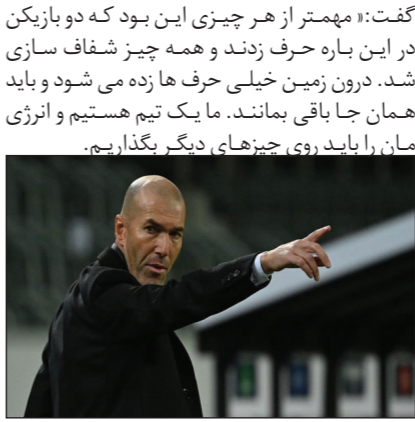 گفت:« مهمتر از هر چیزی این بود که دو بازیکن
در این باره حرف زدند و همه چیز شفاف سازی
شد. درون زمین خیلی حرف ها زده می شود و باید
همان جا باقی بمانند. ما یک تیم هستیم و انرژی
مان را باید روی چیزهای دیگر بگذاریم.